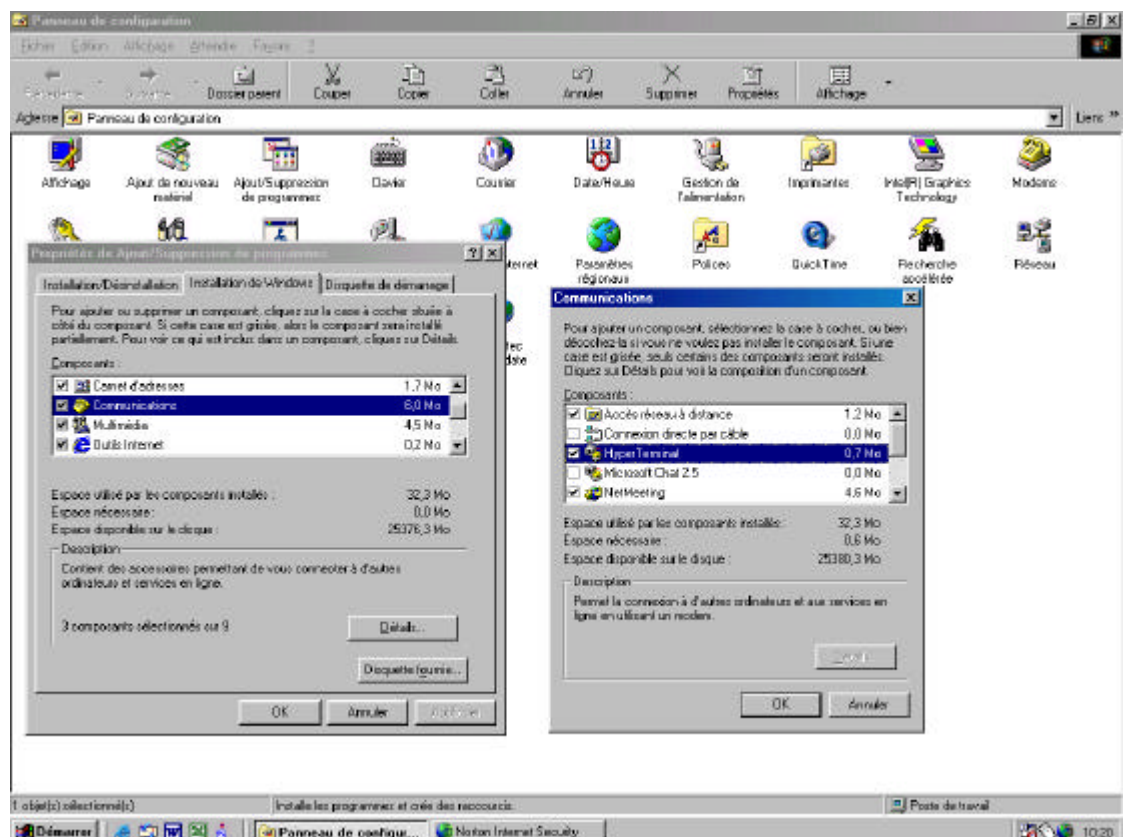 Panneau de configuration
Fichier Edition Affichage Atteindre Favoris ?
Dossier parent Couper Copier Coller Annuler Supprimer Propriétés Affichage
Adresse Panneau de configuration Liens »
Affichage
Ajout de nouveau matériel
Ajout/Suppression de programmes
Clavier
Courrier
Date/Heure
Gestion de l'alimentation
Imprimantes
Intel(R) Graphics Technology
Modems
Paramètres régionaux
Polices
QuickTime
Recherche accélérée
Réseau
Propriétés de Ajout/Suppression de programmes
Installation/Désinstallation Installation de Windows Disquette de démarrage
Pour ajouter ou supprimer un composant, cliquez sur la case à cocher située à
côté du composant. Si cette case est grisée, alors le composant sera installé
partiellement. Pour voir ce qui est inclus dans un composant, cliquez sur Détails.
Composants :
Carnet d'adresses 1,7 Mo
Communications 6,0 Mo
Multimédia 4,5 Mo
Outils Internet 0,2 Mo
Espace utilisé par les composants installés : 32,3 Mo
Espace nécessaire : 0,0 Mo
Espace disponible sur le disque : 25376,3 Mo
Description
Contient des accessoires permettant de vous connecter à d'autres
ordinateurs et services en ligne.
3 composants sélectionnés sur 9
Détails...
Disquette fournie...
OK Annuler
Communications
Pour ajouter un composant, sélectionnez la case à cocher, ou bien
décochez-la si vous ne voulez pas installer le composant. Si une
case est grisée, seuls certains des composants seront installés.
Cliquez sur Détails pour voir la composition d'un composant.
Composants :
Accès réseau à distance 1,2 Mo
Connexion directe par câble 0,0 Mo
HyperTerminal 0,7 Mo
Microsoft Chat 2.5 0,0 Mo
NetMeeting 4,6 Mo
Espace utilisé par les composants installés : 32,3 Mo
Espace nécessaire : 0,6 Mo
Espace disponible sur le disque : 25380,3 Mo
Description
Permet la connexion à d'autres ordinateurs et aux services en
ligne en utilisant un modem.
OK Annuler
1 objet(s) sélectionné(s) Installe les programmes et crée des raccourcis. Poste de travail
Démarrer Panneau de configur... Norton Internet Security 10:20